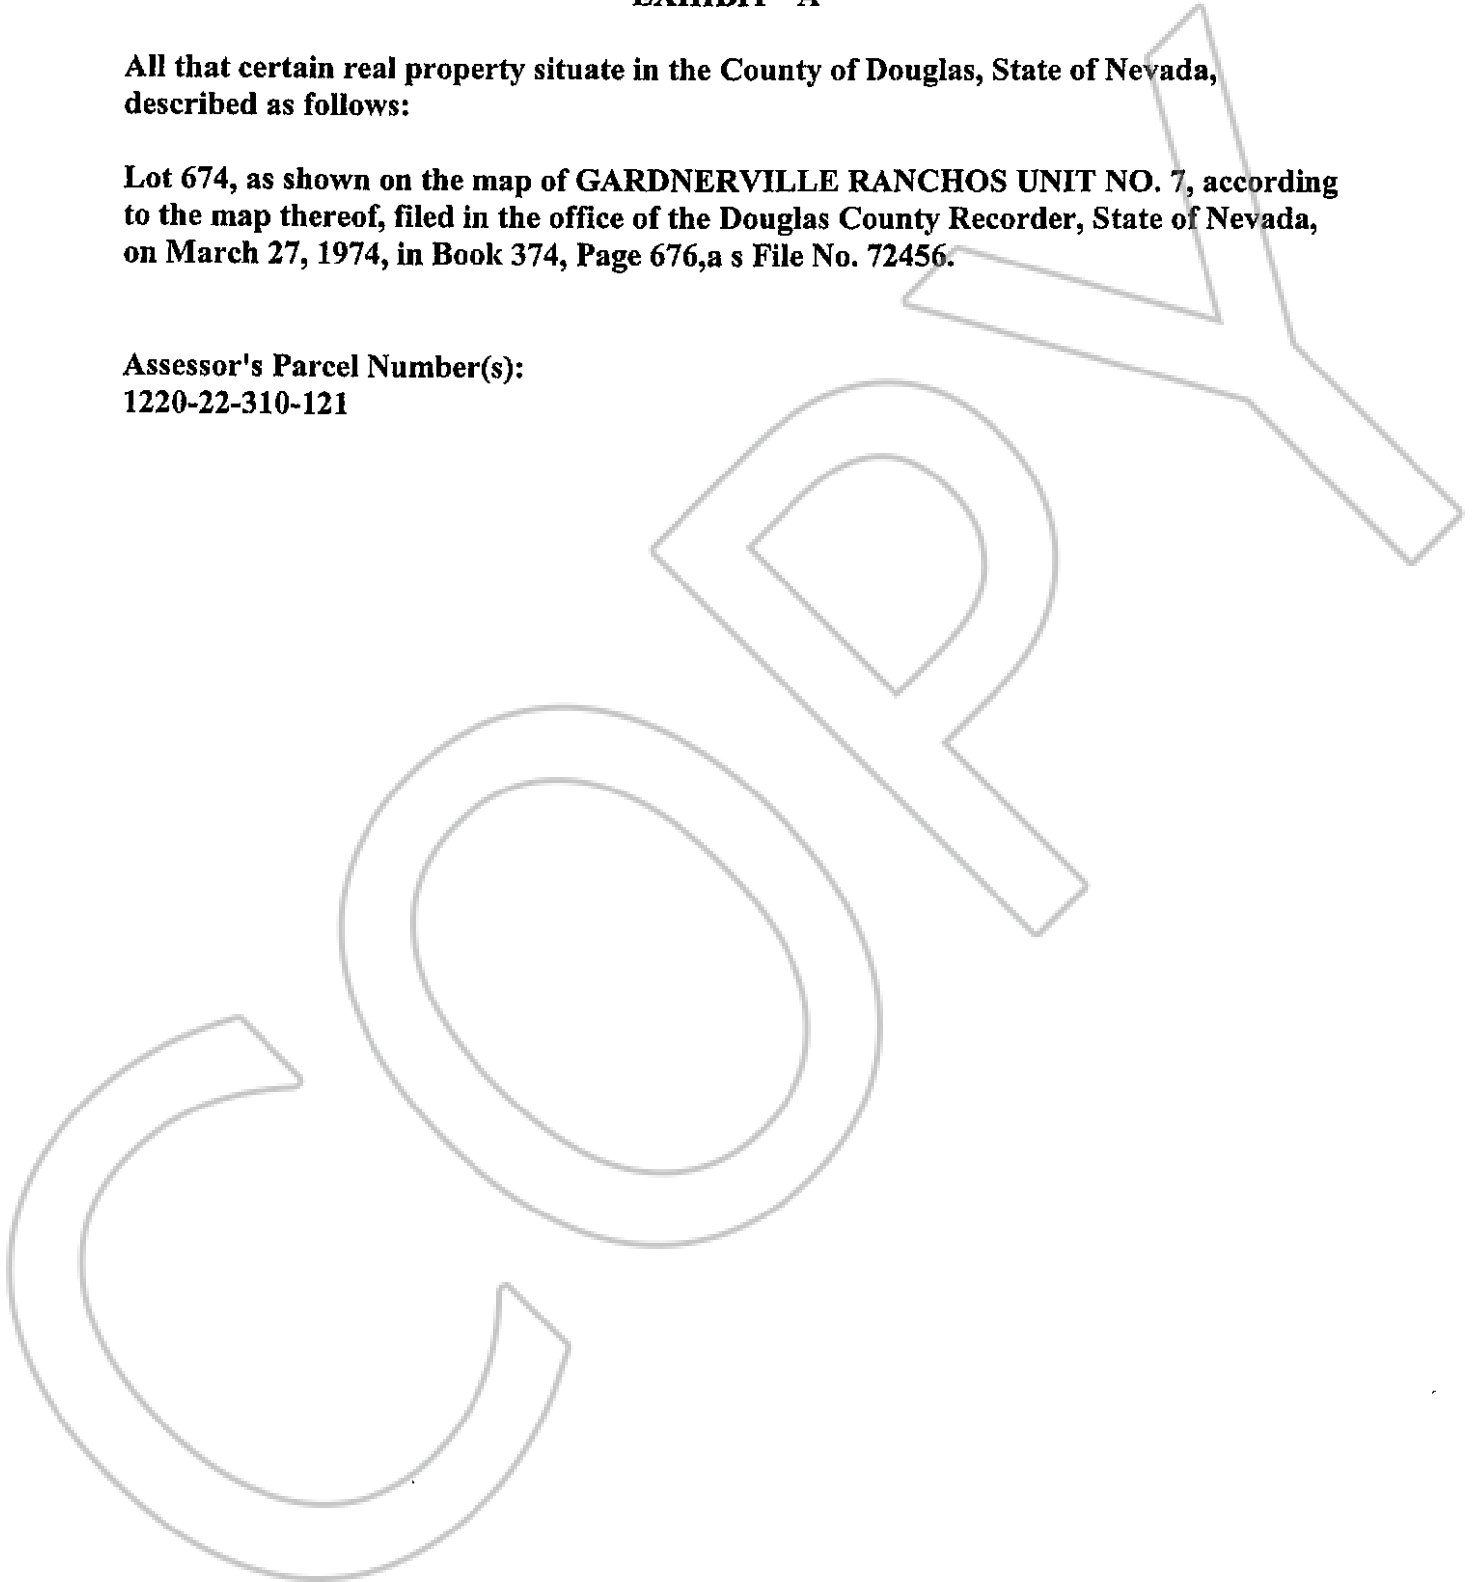 EXHIBIT "A"
All that certain real property situate in the County of Douglas, State of Nevada,
described as follows:
Lot 674, as shown on the map of GARDNERVILLE RANCHOS UNIT NO. 7, according
to the map thereof, filed in the office of the Douglas County Recorder, State of Nevada,
on March 27, 1974, in Book 374, Page 676,a s File No. 72456.
Assessor's Parcel Number(s):
1220-22-310-121
COPY